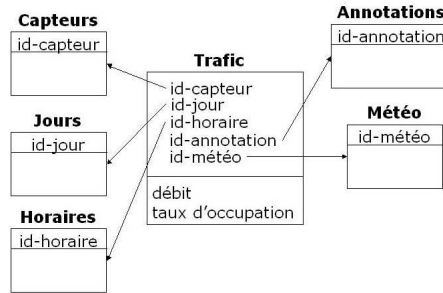 Capteurs
id-capteur
Jours
id-jour
Horaires
id-horaire
Trafic
id-capteur
id-jour
id-horaire
id-annotation
id-météo
débit
taux d'occupation
Annotations
id-annotation
Météo
id-météo